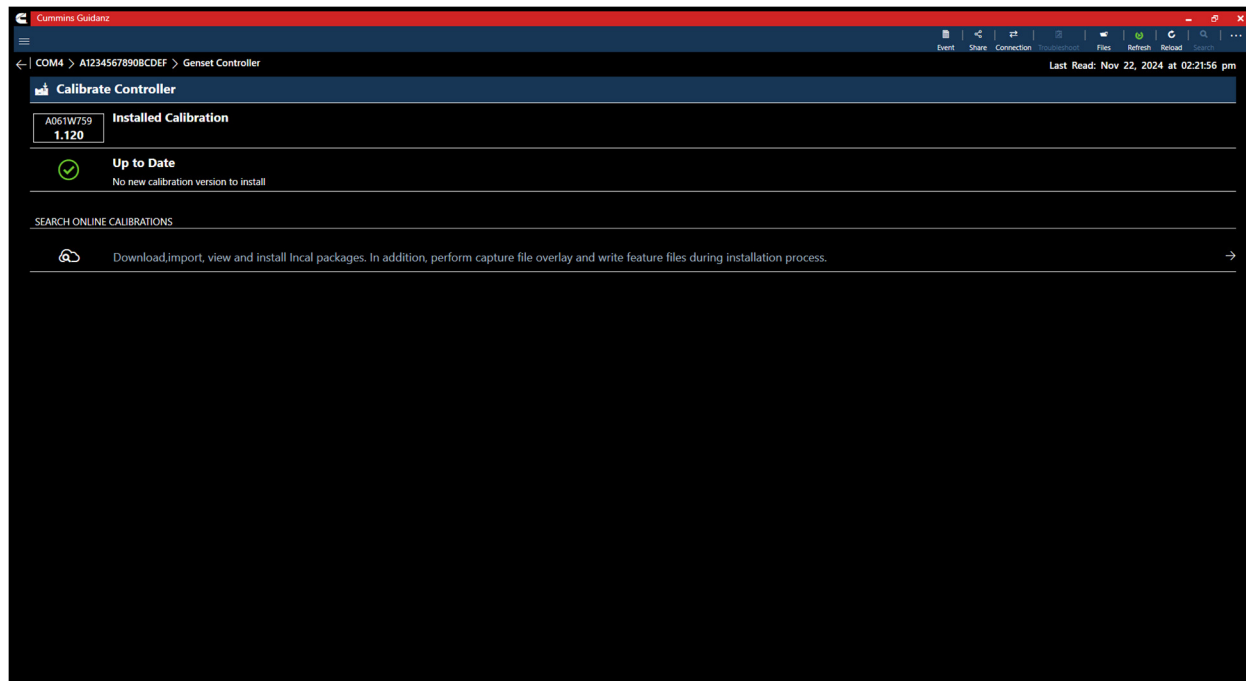 Cummins Guidanz
Event Share Connection Troubleshoot Files Refresh Reload Search
COM4 > A1234567890BCDEF > Genset Controller
Last Read: Nov 22, 2024 at 02:21:56 pm
Calibrate Controller
A061W759
1.120
Installed Calibration
Up to Date
No new calibration version to install
SEARCH ONLINE CALIBRATIONS
Download,import, view and install Incal packages. In addition, perform capture file overlay and write feature files during installation process.